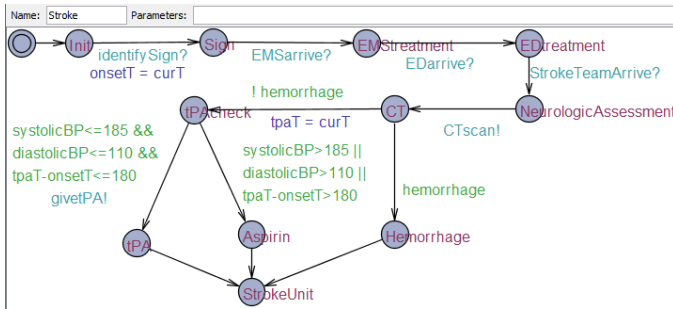 Name: Stroke Parameters:
Init
Sign
EMStreatment
EDtreatment
identifySign?
EMSarrive?
EDarrive?
onsetT = curT
StrokeTeamArrive?
! hemorrhage
tPAcheck
CT
NeurologicAssessment
tpaT = curT
CTscan!
systolicBP<=185 &&
diastolicBP<=110 &&
tpaT-onsetT<=180
givetPA!
systolicBP>185 ||
diastolicBP>110 ||
tpaT-onsetT>180
hemorrhage
tPA
Aspirin
Hemorrhage
StrokeUnit